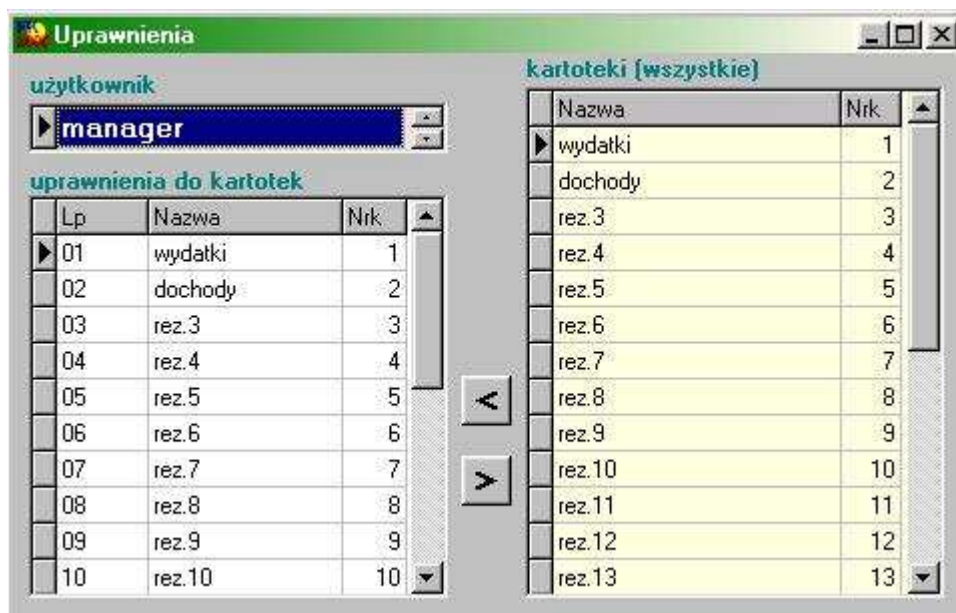 Uprawnienia
użytkownik
manager
uprawnienia do kartotek
Lp Nazwa Nrk
01 wydatki 1
02 dochody 2
03 rez.3 3
04 rez.4 4
05 rez.5 5
06 rez.6 6
07 rez.7 7
08 rez.8 8
09 rez.9 9
10 rez.10 10
<
>
kartoteki (wszystkie)
Nazwa Nrk
wydatki 1
dochody 2
rez.3 3
rez.4 4
rez.5 5
rez.6 6
rez.7 7
rez.8 8
rez.9 9
rez.10 10
rez.11 11
rez.12 12
rez.13 13